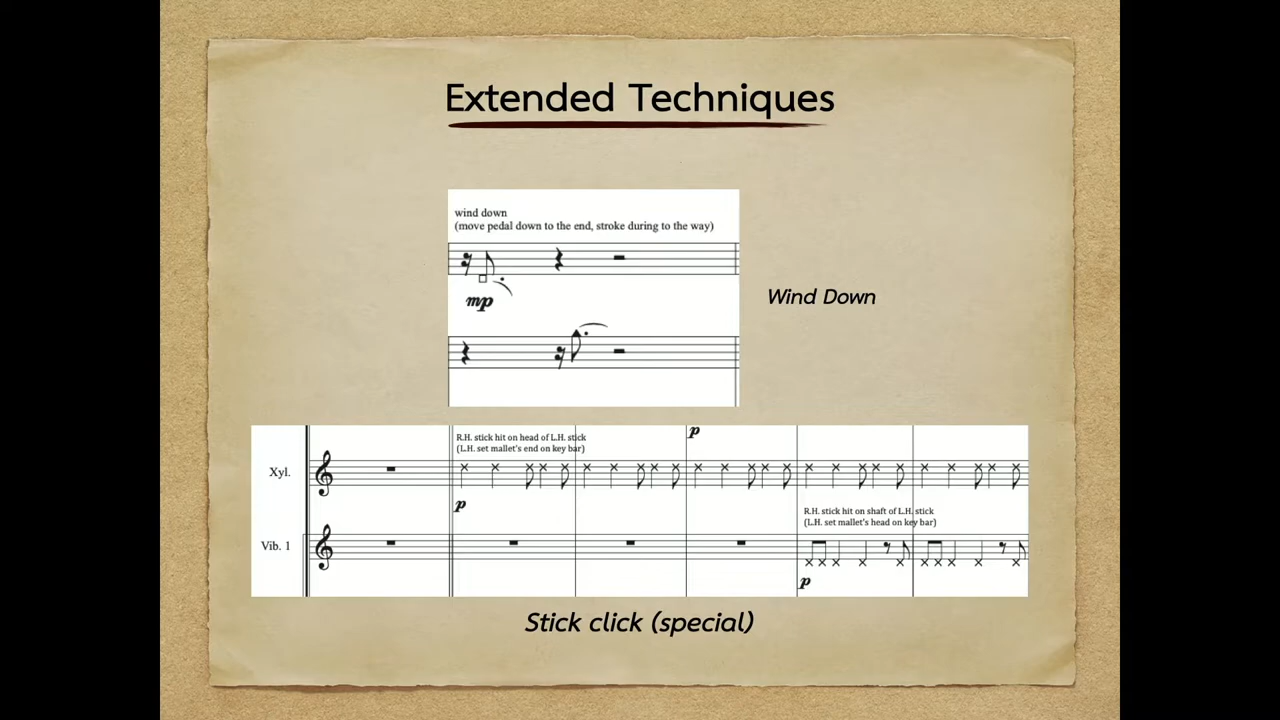 Extended Techniques
wind down
(move pedal down to the end, stroke during to the way)
mp
Wind Down
p
R.H. stick hit on head of L.H. stick
(L.H. set mallet's end on key bar)
Xyl.
p
R.H. stick hit on shaft of L.H. stick
(L.H. set mallet's head on key bar)
Vib. 1
p
Stick click (special)